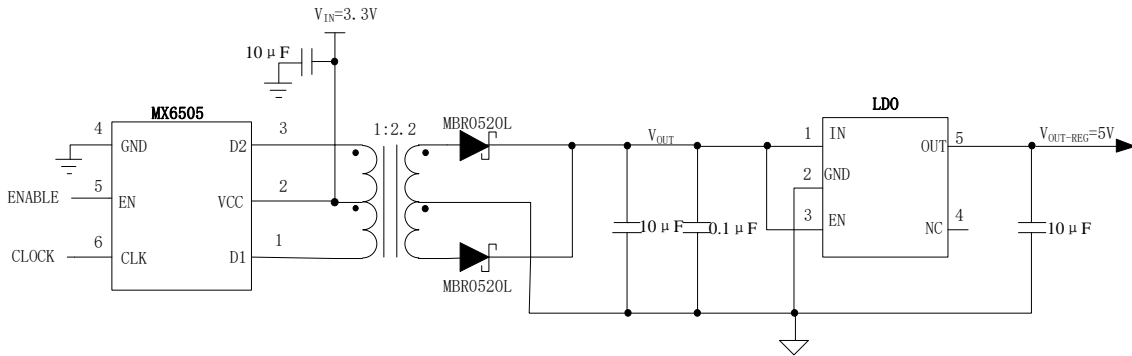 V_IN=3.3V
10μF
MX6505
LDO
1:2.2
MBR0520L
4 GND
D2 3
5 EN
VCC 2
6 CLK
D1 1
ENABLE
CLOCK
MBR0520L
V_OUT
10μF
0.1μF
1 IN
2 GND
3 EN
OUT 5
NC 4
V_OUT-REG=5V
10μF